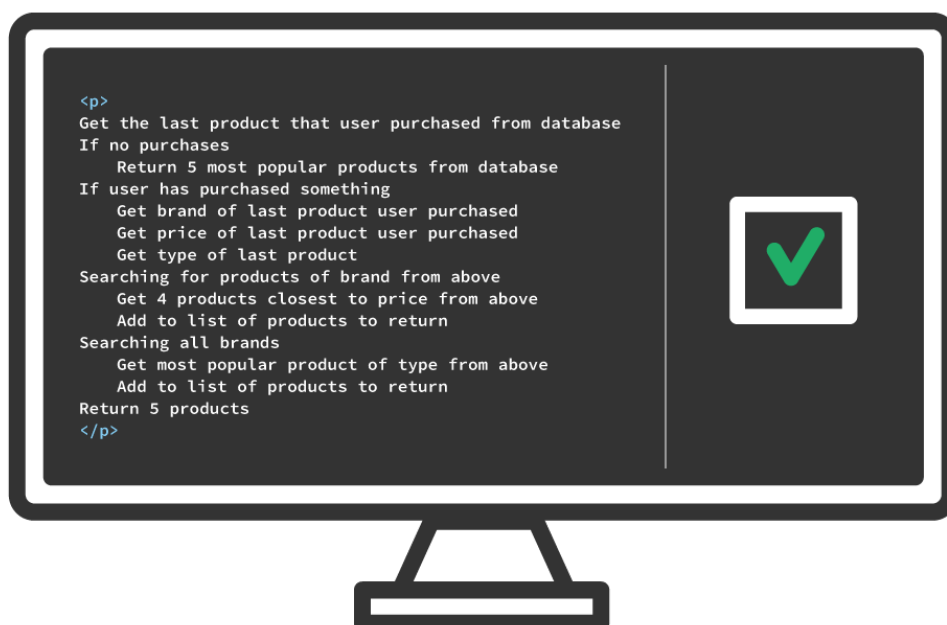 <p>
Get the last product that user purchased from database
If no purchases
Return 5 most popular products from database
If user has purchased something
Get brand of last product user purchased
Get price of last product user purchased
Get type of last product
Searching for products of brand from above
Get 4 products closest to price from above
Add to list of products to return
Searching all brands
Get most popular product of type from above
Add to list of products to return
Return 5 products
</p>